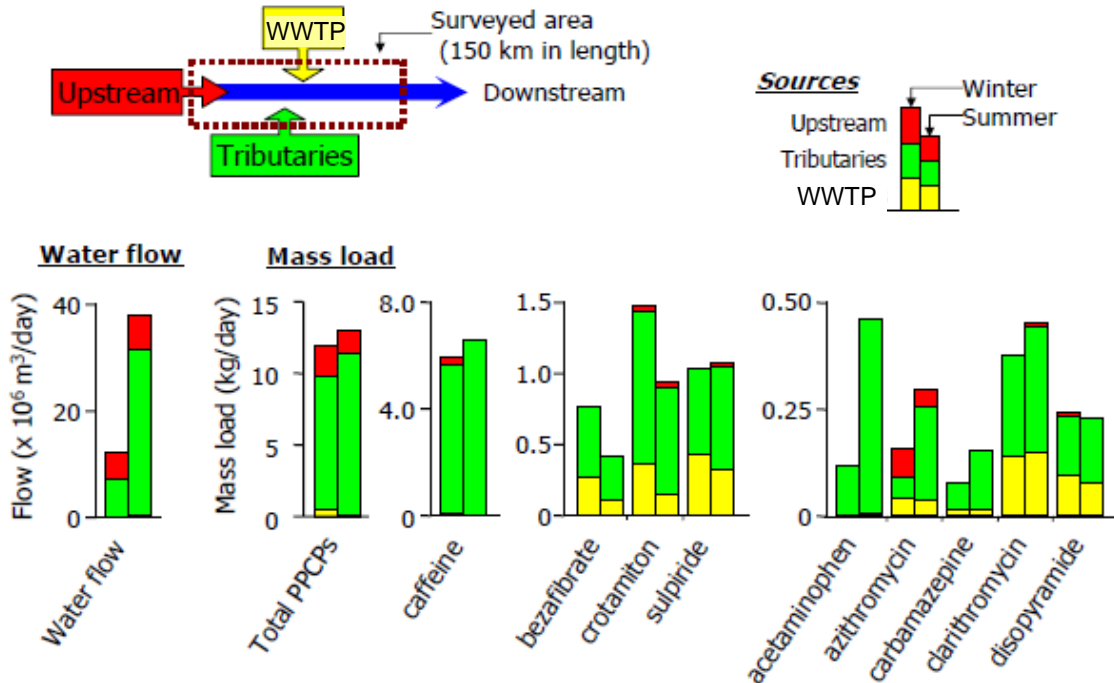 WWTP
Surveyed area
(150 km in length)
Upstream
Downstream
Tributaries
Sources
Winter
Summer
Upstream
Tributaries
WWTP
Water flow
Mass load
Flow (x 10⁶ m³/day)
40
20
0
Water flow
Mass load (kg/day)
15
10
5
0
Total PPCPs
8.0
4.0
0
caffeine
1.5
1.0
0.5
0
bezafibrate
crotamiton
sulpiride
0.50
0.25
0
acetaminophen
azithromycin
carbamazepine
clarithromycin
disopyramide